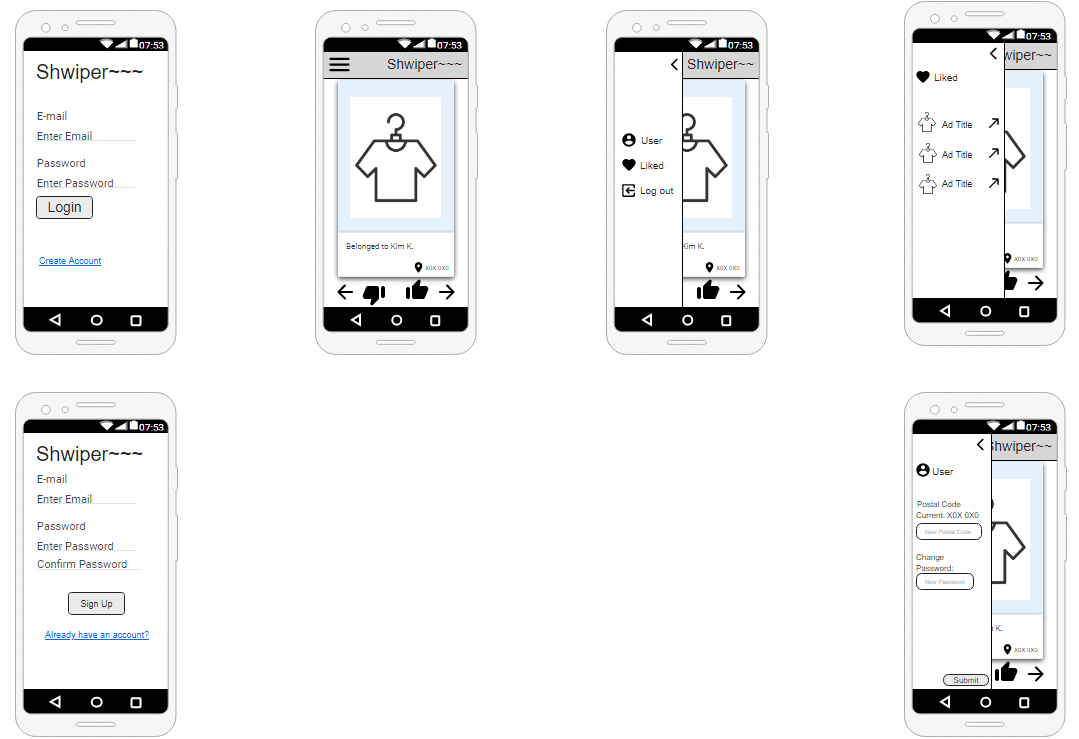 07:53
Shwiper~~~
E-mail
Enter Email
Password
Enter Password
Login
Create Account
07:53
Shwiper~~~
Belonged to Kim K.
X0X 0X0
07:53
Shwiper~~
User
Liked
Log out
Kim K.
X0X 0X0
07:53
wiper~~
Liked
Ad Title
Ad Title
Ad Title
X0X 0X0
07:53
Shwiper~~~
E-mail
Enter Email
Password
Enter Password
Confirm Password
Sign Up
Already have an account?
07:53
hwiper~~
User
Postal Code
Current: X0X 0X0
New Postal Code
Change
Password:
New Password
K.
X0X 0X0
Submit